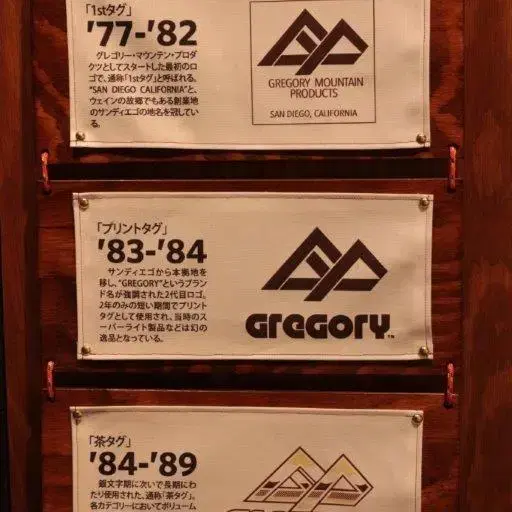 「1stタグ」
'77-'82
グレゴリー・マウンテン・プロダ
クツとしてスタートした最初のロ
ゴで、通称「1stタグ」と呼ばれる。
"SAN DIEGO CALIFORNIA"と、
ウェインの故郷でもある創業地
のサンディエゴの地名を冠してい
る。
GREGORY MOUNTAIN
PRODUCTS
SAN DIEGO, CALIFORNIA
「プリントタグ」
'83-'84
サンディエゴから本拠地を
移し、"GREGORY"というブラン
ド名が強調された2代目ロゴ。
2年のみの短い期間でプリント
タグとして使用され、当時のス
ーパーライト製品などは幻の
逸品となっている。
GREGORY™
「茶タグ」
'84-'89
銀文字期に次いで長期にわ
たり使用された、通称「茶タグ」。
各カテゴリーにおいてボリューム